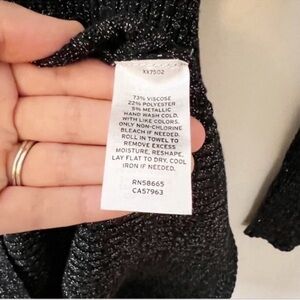 XV7502
73% VISCOSE
22% POLYESTER
5% METALLIC
HAND WASH COLD,
WITH LIKE COLORS.
ONLY NON-CHLORINE
BLEACH IF NEEDED.
ROLL IN TOWEL TO
REMOVE EXCESS
MOISTURE, RESHAPE,
LAY FLAT TO DRY, COOL
IRON IF NEEDED.
RN58665
CA57963